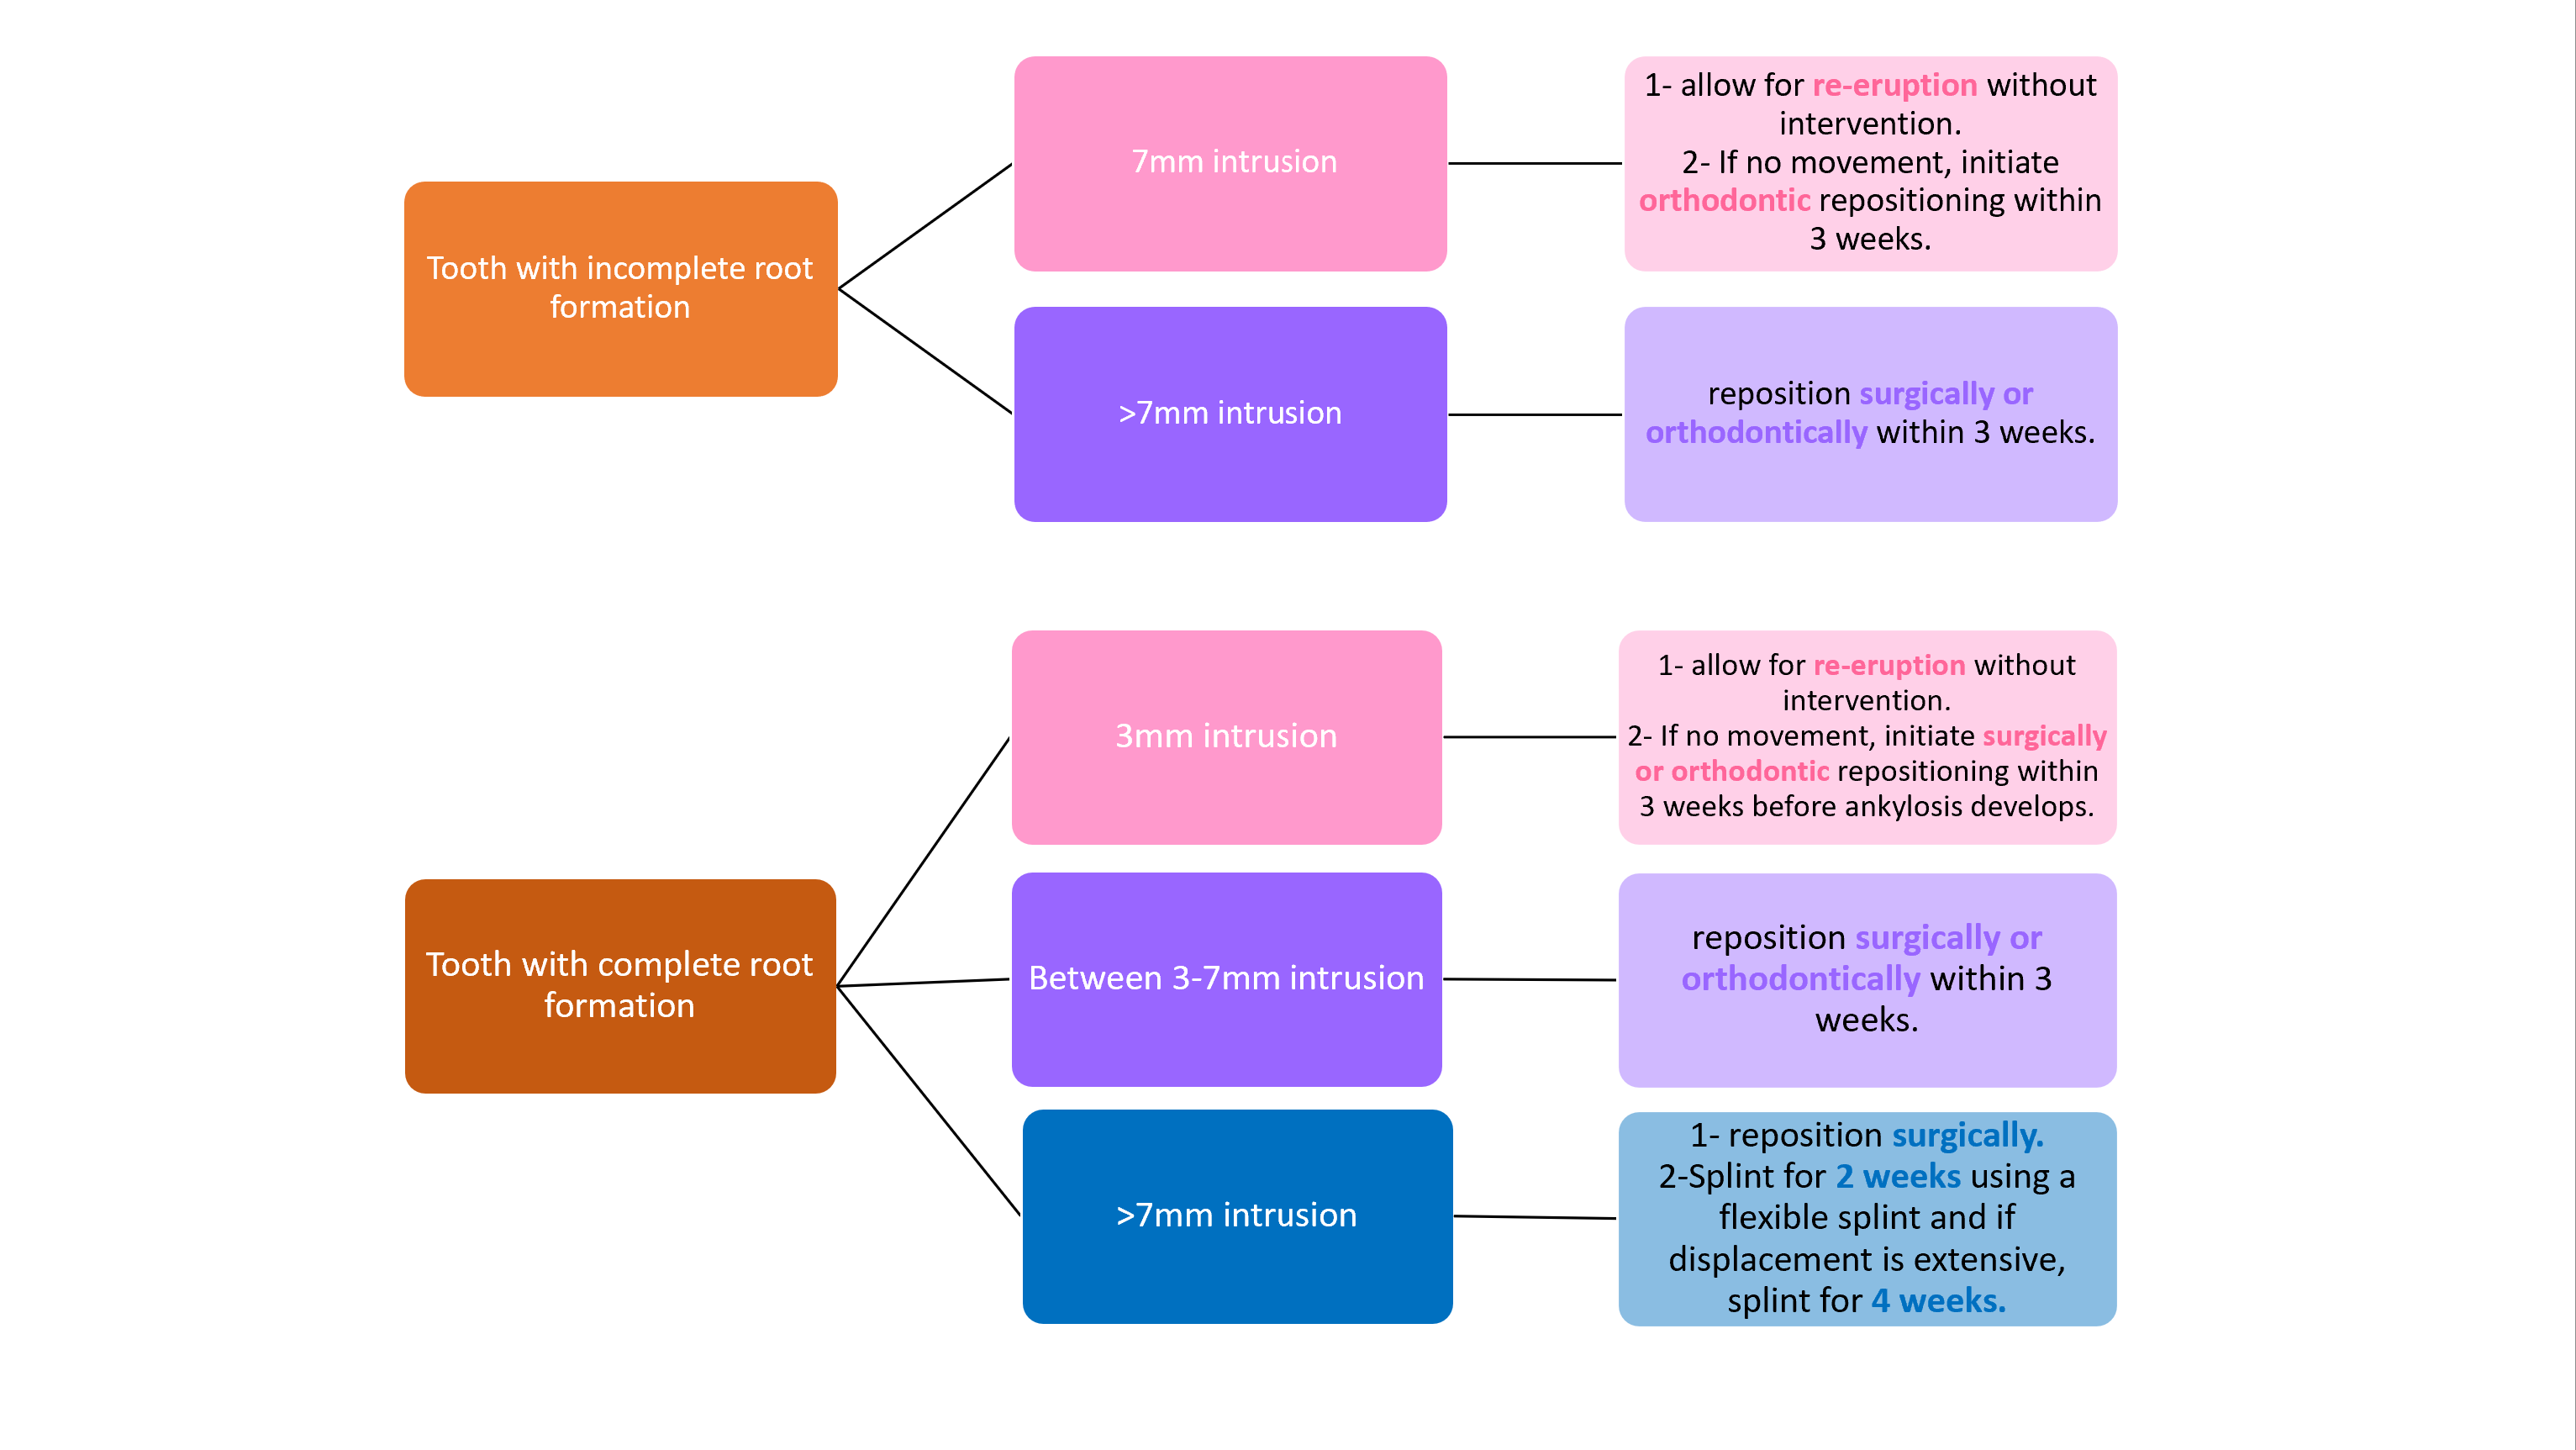 Tooth with incomplete root
formation
7mm intrusion
1- allow for re-eruption without
intervention.
2- If no movement, initiate
orthodontic repositioning within
3 weeks.
>7mm intrusion
reposition surgically or
orthodontically within 3 weeks.
Tooth with complete root
formation
3mm intrusion
1- allow for re-eruption without
intervention.
2- If no movement, initiate surgically
or orthodontic repositioning within
3 weeks before ankylosis develops.
Between 3-7mm intrusion
reposition surgically or
orthodontically within 3
weeks.
>7mm intrusion
1- reposition surgically.
2-Splint for 2 weeks using a
flexible splint and if
displacement is extensive,
splint for 4 weeks.